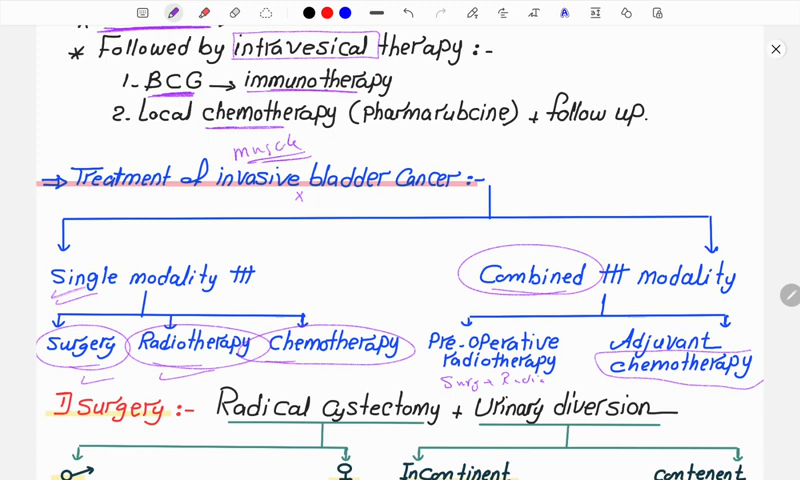 * Followed by intravesical therapy :-
1- BCG → immunotherapy
2- Local chemotherapy (pharmarubcine) + follow up.
muscle
⇒ Treatment of invasive bladder Cancer :-
x
Single modality ttt
Combined ttt modality
Surgery Radiotherapy Chemotherapy
Pre-operative radiotherapy
Adjuvant chemotherapy
Surg + Radio
1) Surgery :- Radical cystectomy + Urinary diversion
♂ ♀ Incontinent contenent